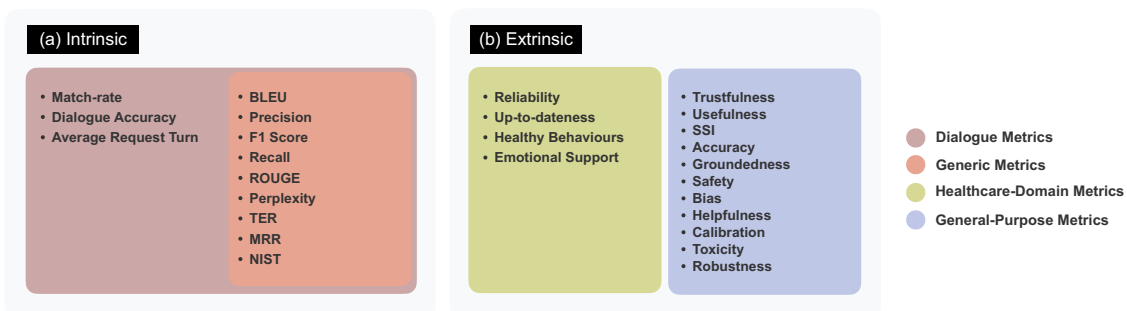 (a) Intrinsic
• Match-rate
• Dialogue Accuracy
• Average Request Turn
• BLEU
• Precision
• F1 Score
• Recall
• ROUGE
• Perplexity
• TER
• MRR
• NIST
(b) Extrinsic
• Reliability
• Up-to-dateness
• Healthy Behaviours
• Emotional Support
• Trustfulness
• Usefulness
• SSI
• Accuracy
• Groundedness
• Safety
• Bias
• Helpfulness
• Calibration
• Toxicity
• Robustness
Dialogue Metrics
Generic Metrics
Healthcare-Domain Metrics
General-Purpose Metrics